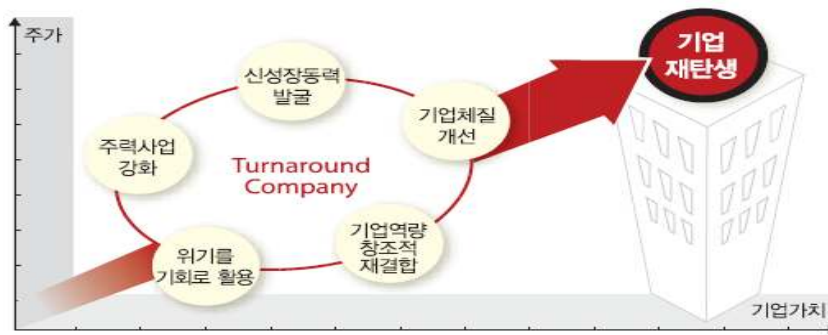 주가
기업
재탄생
신성장동력
발굴
기업체질
개선
주력사업
강화
Turnaround
Company
기업역량
창조적
재결합
위기를
기회로 활용
기업가치